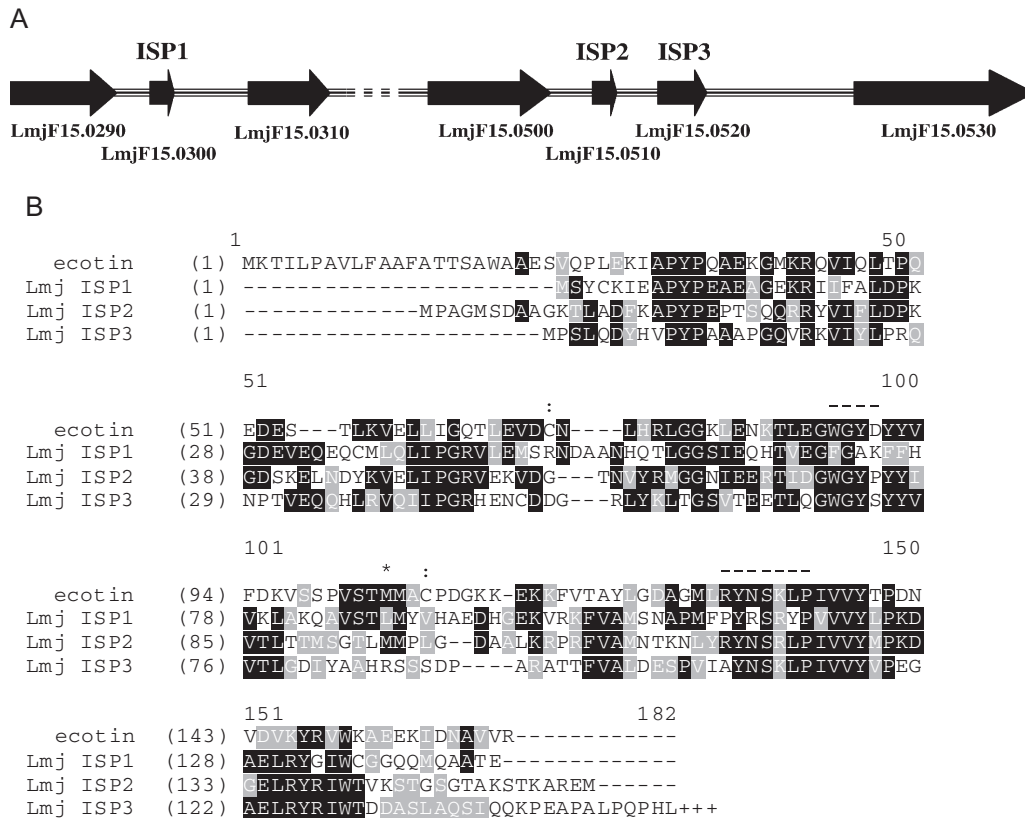 A
ISP1 ISP2 ISP3
LmjF15.0290 LmjF15.0310 LmjF15.0500 LmjF15.0520 LmjF15.0530
LmjF15.0300 LmjF15.0510
B
1 50
ecotin (1) MKTILPAVLFAAFATTSAWAAESVQPLEKIAPYPQAEKGMKRQVIQLTPQ
Lmj ISP1 (1) -----------------------MSYCKIEAPYPEAEAGEKRIIFALDPK
Lmj ISP2 (1) -------------MPAGMSDAAGKTLADFKAPYPEPTSQQRRYVIFLDPK
Lmj ISP3 (1) ----------------------MPSLQDYHVPYPAAAPGQVRKVIYLPRQ
51 100
:
ecotin (51) EDES---TLKVELLIGQTLEVDCN----LHRLGGKLENKTLEGWGYDYYV
Lmj ISP1 (28) GDEVEQEQCMLQLIPGRVLEMSRNDAANHQTLGGSIEQHTVEGFGAKFFH
Lmj ISP2 (38) GDSKELNDYKVELIPGRVEKVDG---TNVYRMGGNIEERTIDGWGYPYYI
Lmj ISP3 (29) NPTVEQQHLRVQIIPGRHENCDDG---RLYKLTGSVTEETLQGWGYSYYV
101 150
* :
ecotin (94) FDKVSSPVSTMMACPDGKK-EKKFVTAYLGDAGMLRYNSKLPIVVYTPDN
Lmj ISP1 (78) VKLAKQAVSTLMYVHAEDHGEKVRKFVAMSNAPMFPYRSRYPVVVYLPKD
Lmj ISP2 (85) VTLTTMSGTLMMPLG--DAALKRPRFVAMNTKNLYRYNSRLPIVVYMPKD
Lmj ISP3 (76) VTLGDIYAAHRSSSDP----ARATTFVALDESPVIAYNSKLPIVVYVPEG
151 182
ecotin (143) VDVKYRVWKAEEKIDNAVVR------------
Lmj ISP1 (128) AELRYGIWCGGQQMQAATE-------------
Lmj ISP2 (133) GELRYRIWTVKSTGSGTAKSTKAREM------
Lmj ISP3 (122) AELRYRIWTDDASLAQSIQQKPEAPALPQPHL+++